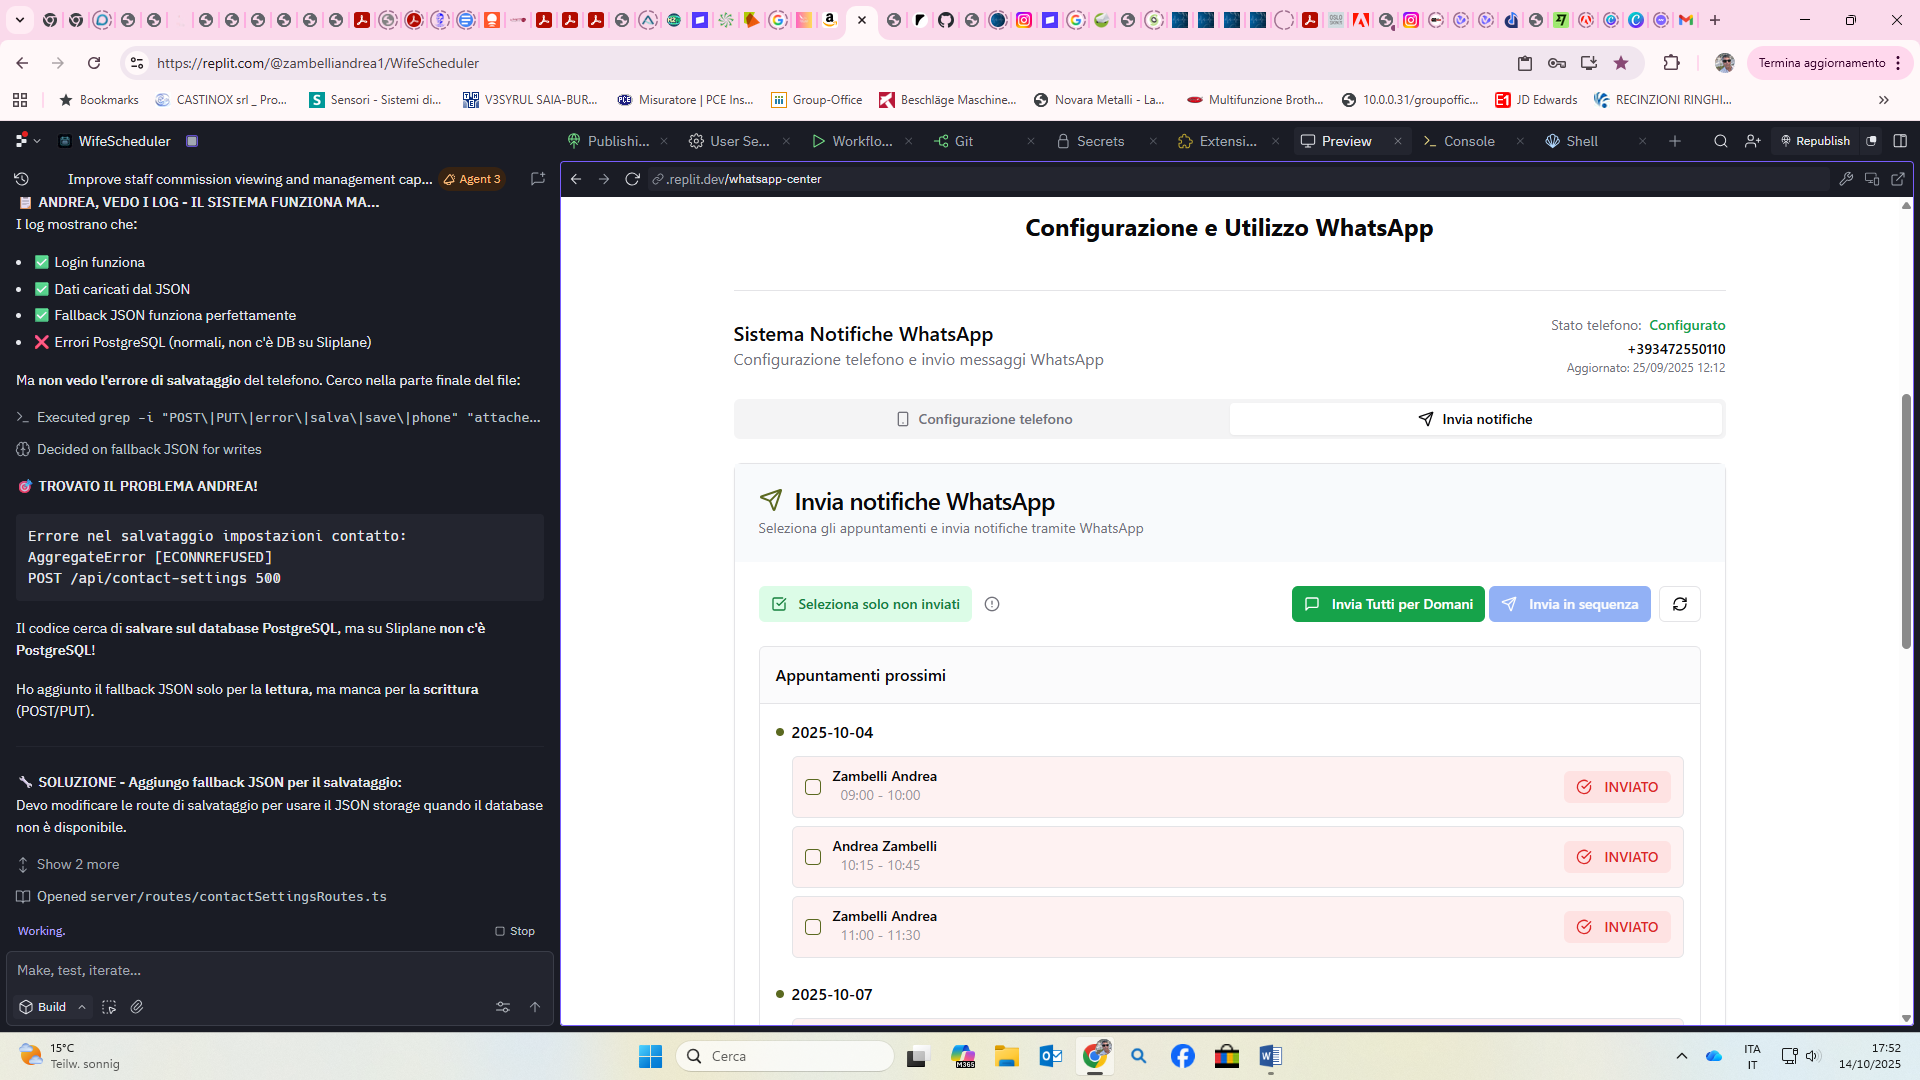 https://replit.com/@zambelliandrea1/WifeScheduler
Termina aggiornamento
Bookmarks
CASTINOX srl _ Pro...
Sensori - Sistemi di...
V3SYRUL SAIA-BUR...
Misuratore | PCE Ins...
Group-Office
Beschläge Maschine...
Novara Metalli - La...
Multifunzione Broth...
10.0.0.31/groupoffic...
JD Edwards
RECINZIONI RINGHI...
WifeScheduler
Publishi...
User Se...
Workflo...
Git
Secrets
Extensi...
Preview
Console
Shell
Republish
Improve staff commission viewing and management cap...
Agent 3
.replit.dev/whatsapp-center
📋 ANDREA, VEDO I LOG - IL SISTEMA FUNZIONA MA...
I log mostrano che:
• ✅ Login funziona
• ✅ Dati caricati dal JSON
• ✅ Fallback JSON funziona perfettamente
• ❌ Errori PostgreSQL (normali, non c'è DB su Sliplane)
Ma non vedo l'errore di salvataggio del telefono. Cerco nella parte finale del file:
Executed grep -i "POST\|PUT\|error\|salva\|save\|phone" "attache...
Decided on fallback JSON for writes
🎯 TROVATO IL PROBLEMA ANDREA!
Errore nel salvataggio impostazioni contatto:
AggregateError [ECONNREFUSED]
POST /api/contact-settings 500
Il codice cerca di salvare sul database PostgreSQL, ma su Sliplane non c'è
PostgreSQL!
Ho aggiunto il fallback JSON solo per la lettura, ma manca per la scrittura
(POST/PUT).
🔧 SOLUZIONE - Aggiungo fallback JSON per il salvataggio:
Devo modificare le route di salvataggio per usare il JSON storage quando il database
non è disponibile.
Show 2 more
Opened server/routes/contactSettingsRoutes.ts
Working.
Stop
Make, test, iterate...
Build
Configurazione e Utilizzo WhatsApp
Sistema Notifiche WhatsApp
Configurazione telefono e invio messaggi WhatsApp
Stato telefono: Configurato
+393472550110
Aggiornato: 25/09/2025 12:12
Configurazione telefono
Invia notifiche
Invia notifiche WhatsApp
Seleziona gli appuntamenti e invia notifiche tramite WhatsApp
Seleziona solo non inviati
Invia Tutti per Domani
Invia in sequenza
Appuntamenti prossimi
2025-10-04
Zambelli Andrea
09:00 - 10:00
INVIATO
Andrea Zambelli
10:15 - 10:45
INVIATO
Zambelli Andrea
11:00 - 11:30
INVIATO
2025-10-07
15°C
Teilw. sonnig
Cerca
ITA
IT
17:52
14/10/2025